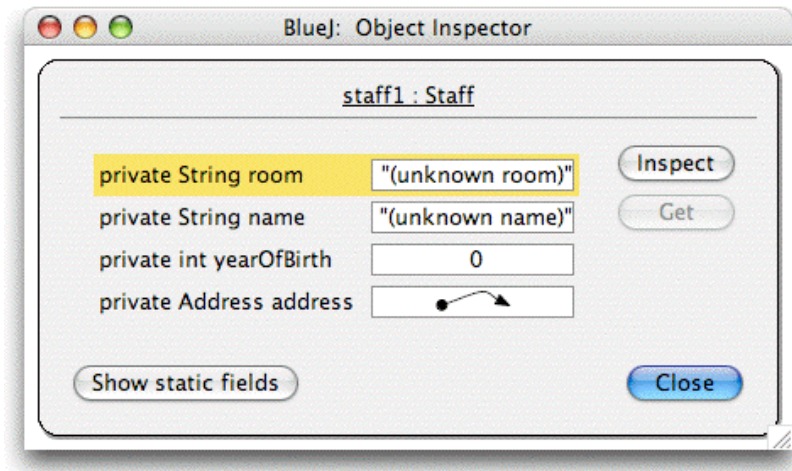 BlueJ: Object Inspector
staff1 : Staff
private String room "(unknown room)" Inspect
private String name "(unknown name)" Get
private int yearOfBirth 0
private Address address
Show static fields Close